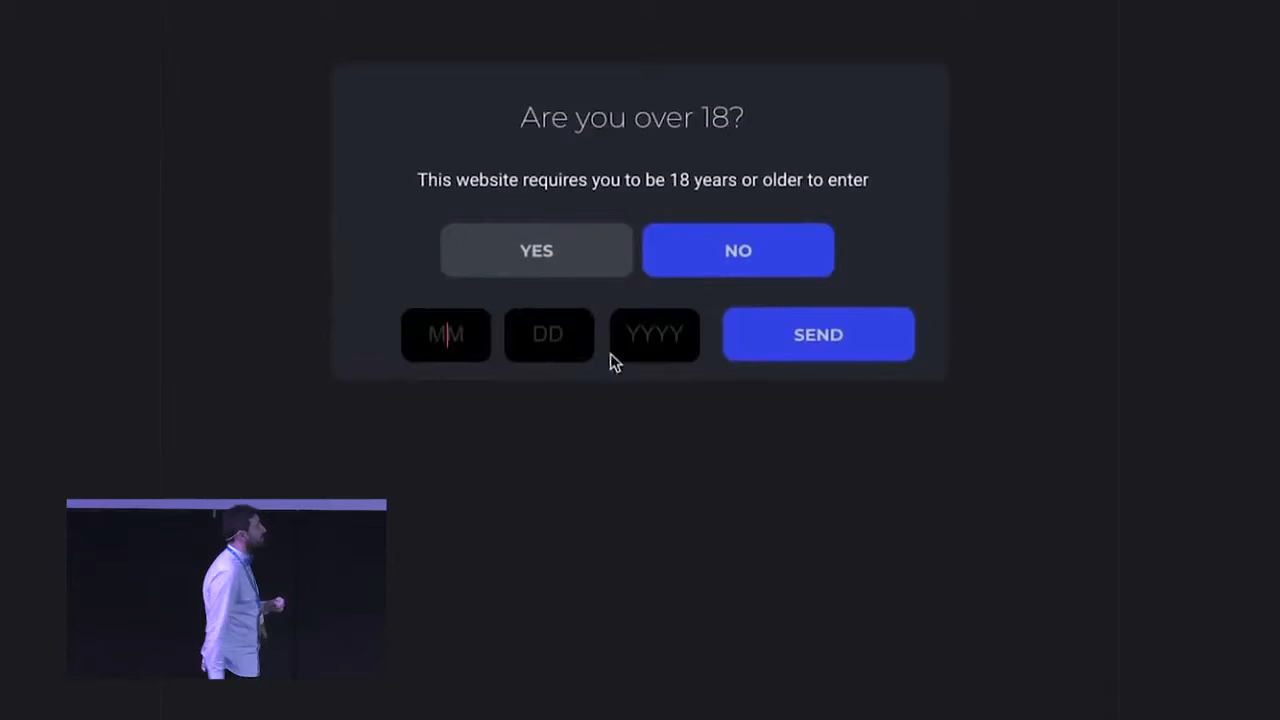 Are you over 18?
This website requires you to be 18 years or older to enter
YES NO
MM DD YYYY SEND